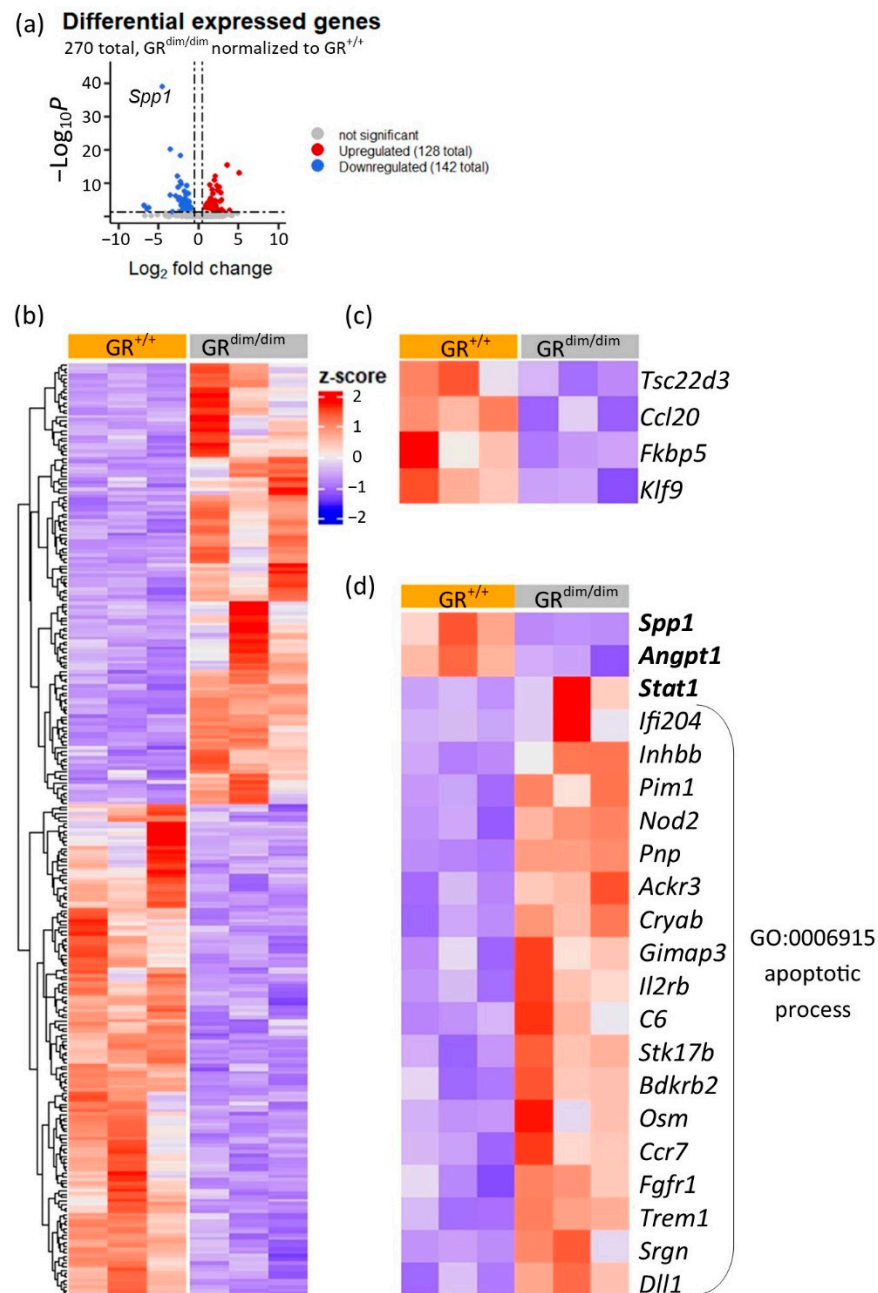 (a) Differential expressed genes
270 total, GRdim/dim normalized to GR+/+
Spp1
−Log10P
40
30
20
10
−10 −5 0 5 10
Log2 fold change
not significant
Upregulated (128 total)
Downregulated (142 total)
(b)
GR+/+ GRdim/dim
z-score
2
1
0
−1
−2
(c)
GR+/+ GRdim/dim
Tsc22d3
Ccl20
Fkbp5
Klf9
(d)
GR+/+ GRdim/dim
Spp1
Angpt1
Stat1
Ifi204
Inhbb
Pim1
Nod2
Pnp
Ackr3
Cryab
Gimap3
Il2rb
C6
Stk17b
Bdkrb2
Osm
Ccr7
Fgfr1
Trem1
Srgn
Dll1
GO:0006915
apoptotic
process